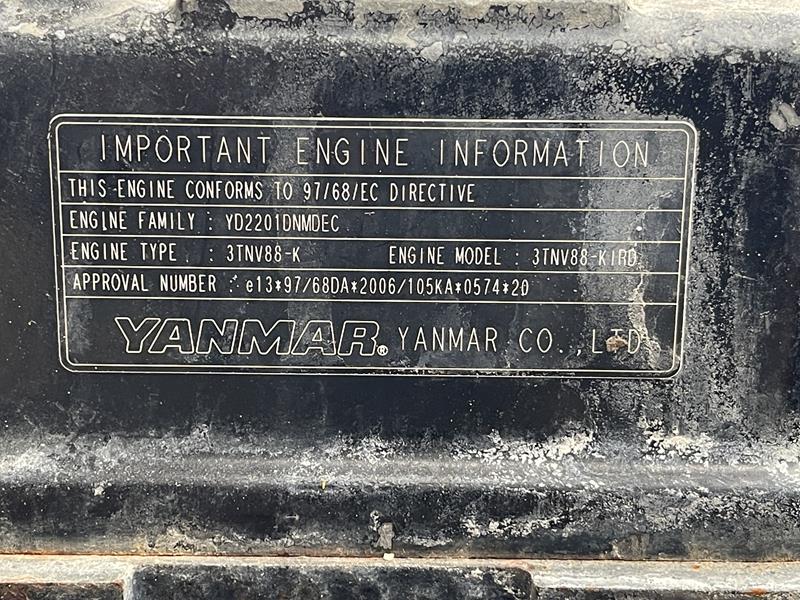 IMPORTANT ENGINE INFORMATION
THIS ENGINE CONFORMS TO 97/68/EC DIRECTIVE
ENGINE FAMILY : YD2201DNMDEC
ENGINE TYPE : 3TNV88-K ENGINE MODEL : 3TNV88-KIRD
APPROVAL NUMBER : e13*97/68DA*2006/105KA*0574*20
YANMAR® YANMAR CO.,LTD